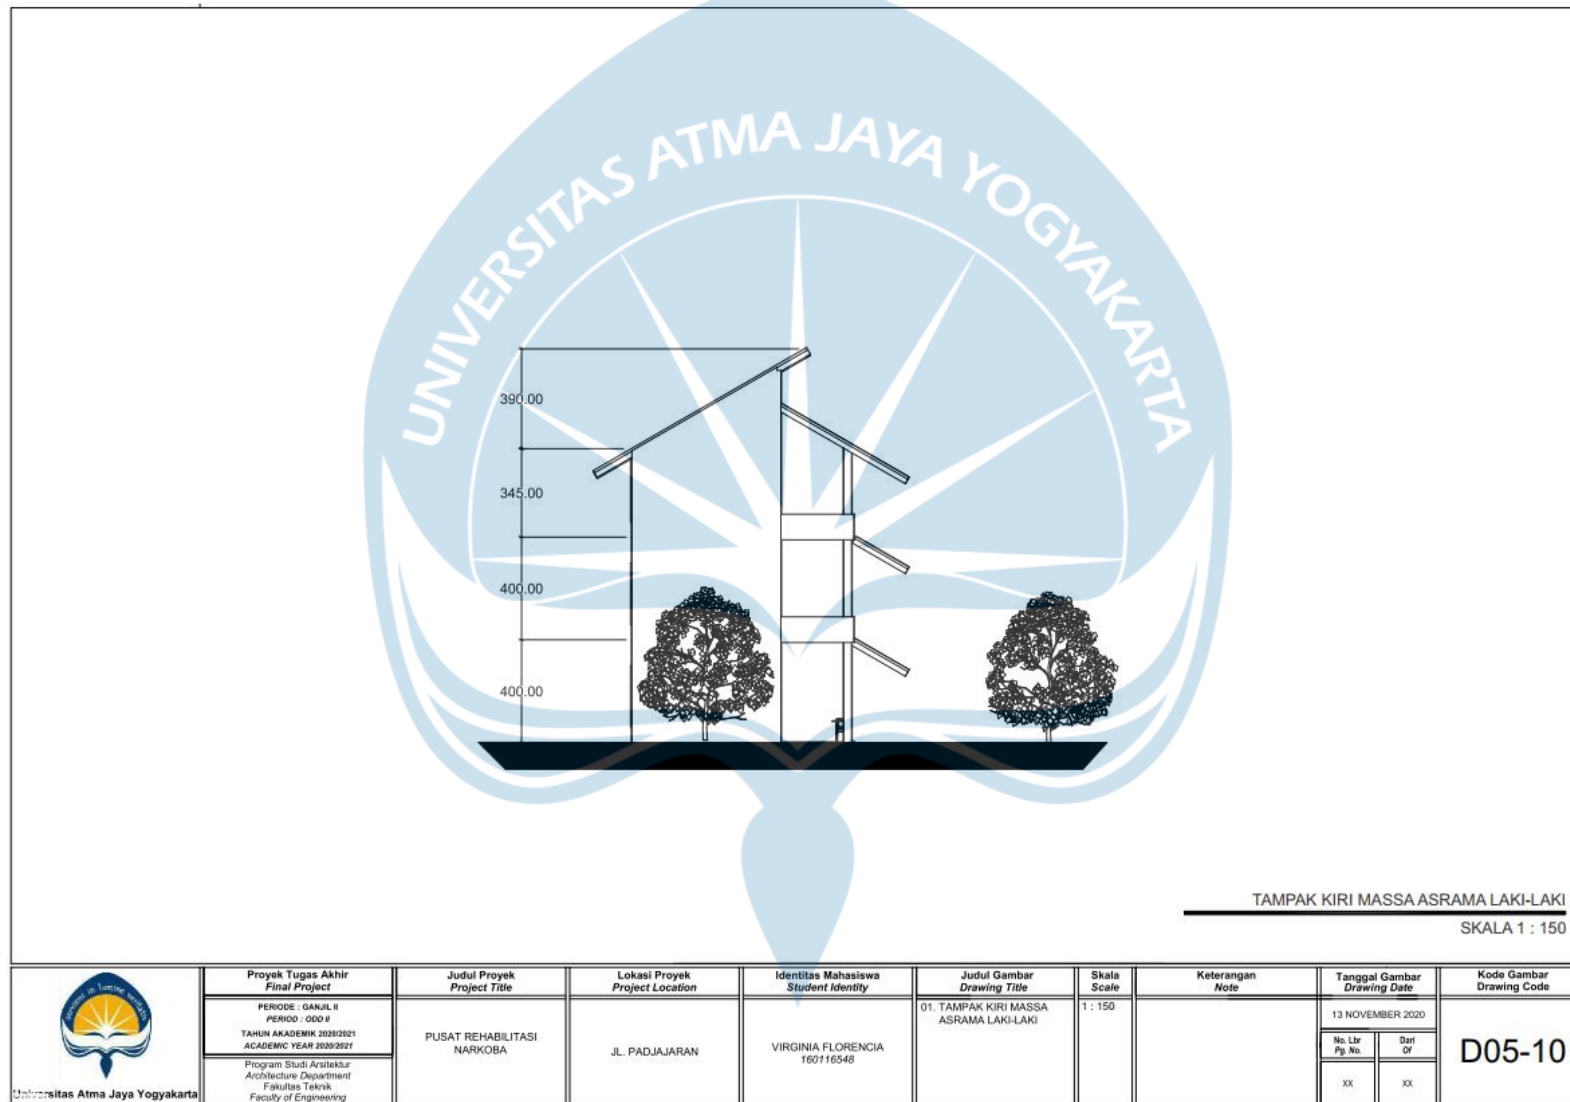 UNIVERSITAS ATMA JAYA YOGYAKARTA
390.00
345.00
400.00
400.00
TAMPAK KIRI MASSA ASRAMA LAKI-LAKI
SKALA 1 : 150
serviens in lumine veritatis
Universitas Atma Jaya Yogyakarta
Proyek Tugas Akhir
Final Project
PERIODE : GANJIL II
PERIOD : ODD II
TAHUN AKADEMIK 2020/2021
ACADEMIC YEAR 2020/2021
Program Studi Arsitektur
Architecture Department
Fakultas Teknik
Faculty of Engineering
Judul Proyek
Project Title
PUSAT REHABILITASI
NARKOBA
Lokasi Proyek
Project Location
JL. PADJAJARAN
Identitas Mahasiswa
Student Identity
VIRGINIA FLORENCIA
160116548
Judul Gambar
Drawing Title
01. TAMPAK KIRI MASSA
ASRAMA LAKI-LAKI
Skala
Scale
1 : 150
Keterangan
Note
Tanggal Gambar
Drawing Date
13 NOVEMBER 2020
No. Lbr
Pg. No.
Dari
Of
XX
XX
Kode Gambar
Drawing Code
D05-10